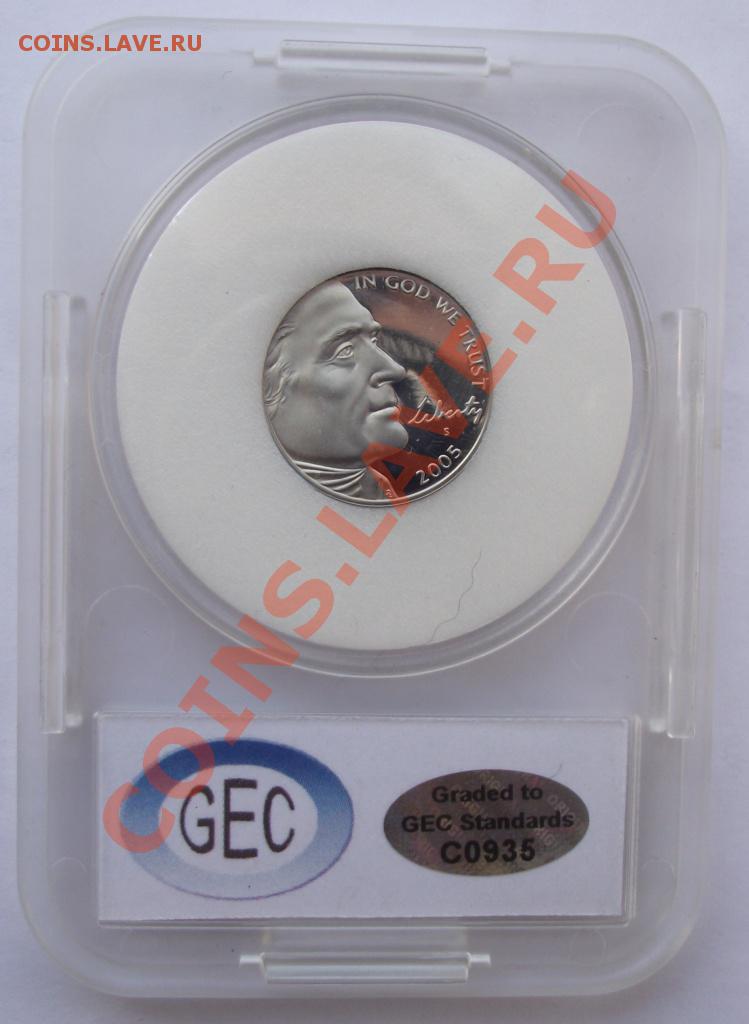 COINS.LAVE.RU
IN GOD WE TRUST
Liberty
S
2005
COINS.LAVE.RU
GEC
Graded to
GEC Standards
C0935